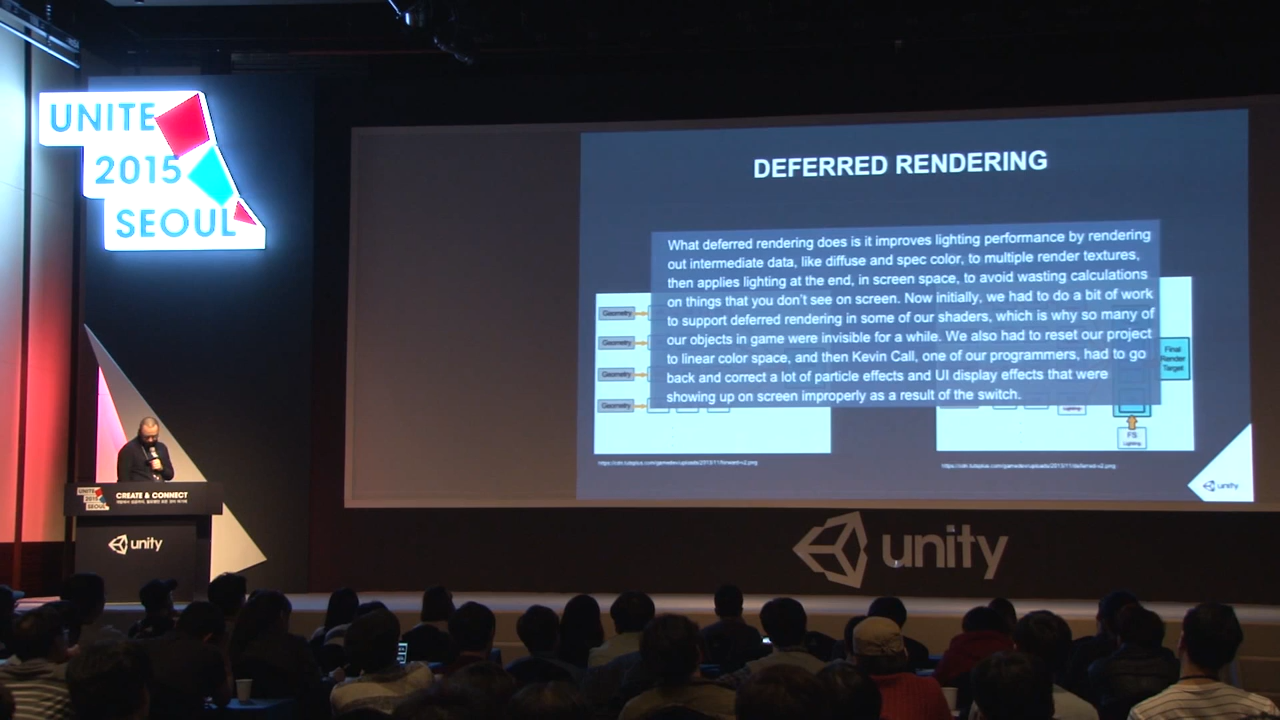 UNITE
2015
SEOUL
DEFERRED RENDERING
What deferred rendering does is it improves lighting performance by rendering
out intermediate data, like diffuse and spec color, to multiple render textures,
then applies lighting at the end, in screen space, to avoid wasting calculations
on things that you don't see on screen. Now initially, we had to do a bit of work
to support deferred rendering in some of our shaders, which is why so many of
our objects in game were invisible for a while. We also had to reset our project
to linear color space, and then Kevin Call, one of our programmers, had to go
back and correct a lot of particle effects and UI display effects that were
showing up on screen improperly as a result of the switch.
Geometry
Geometry
Geometry
Geometry
Final
Render
Target
Lighting
FS
Lighting
unity
UNITE
2015
SEOUL
CREATE & CONNECT
unity
unity